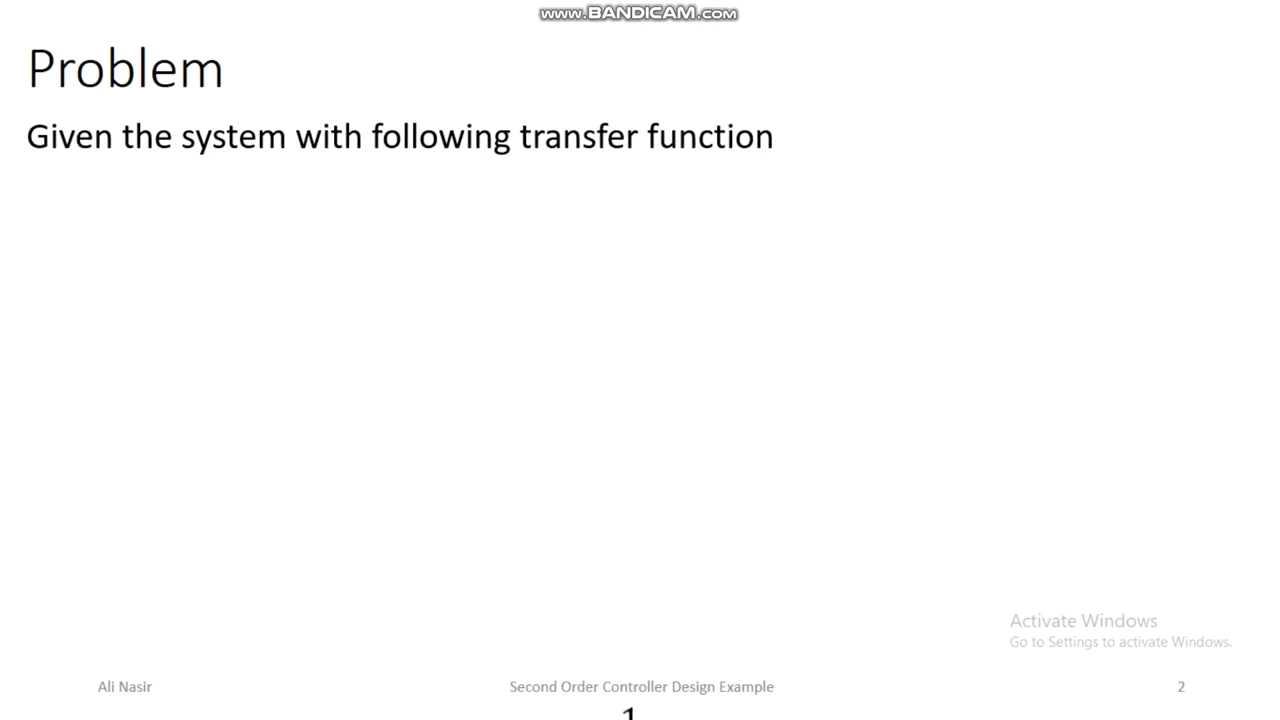 www.BANDICAM.com
Problem
Given the system with following transfer function
Activate Windows
Go to Settings to activate Windows.
Ali Nasir
Second Order Controller Design Example
2
1